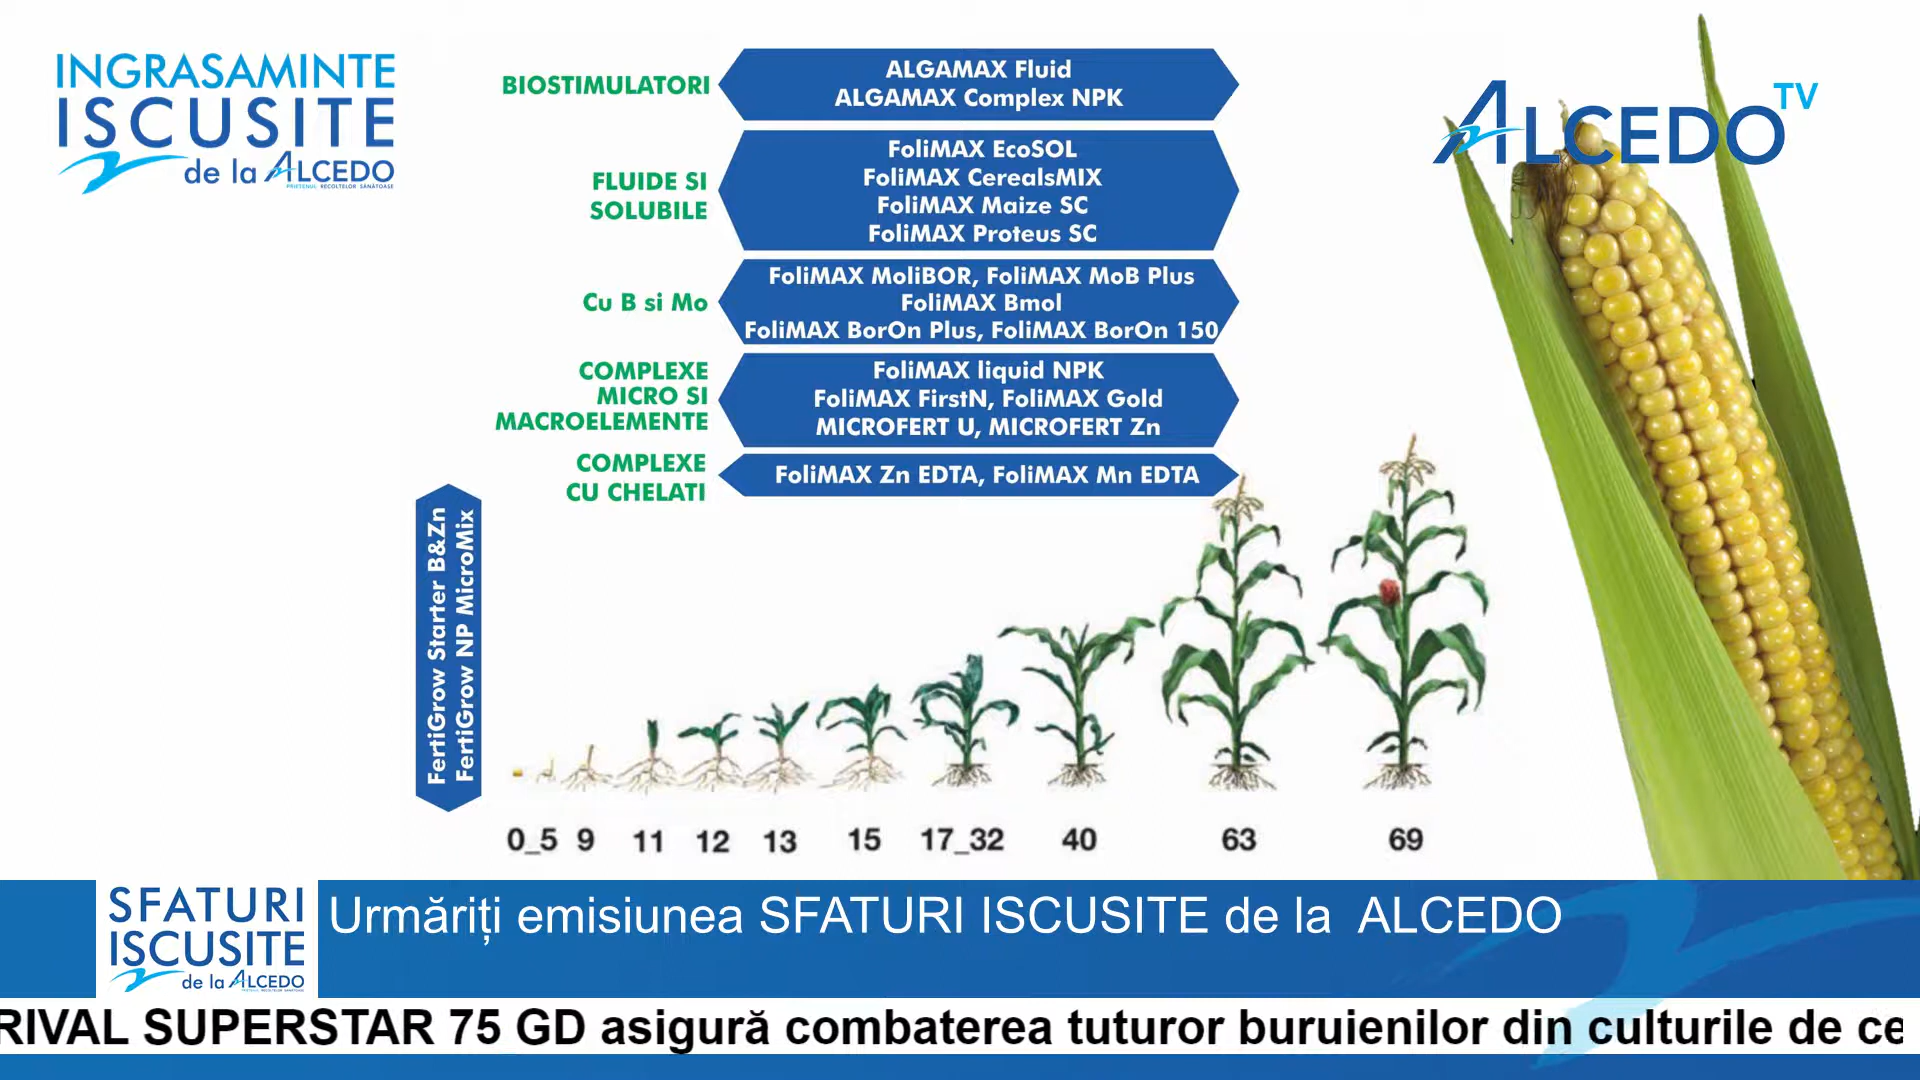 INGRASAMINTE
ISCUSITE
de la ALCEDO
PRIETENUL RECOLTELOR SĂNĂTOASE
ALCEDO TV
BIOSTIMULATORI
ALGAMAX Fluid
ALGAMAX Complex NPK
FLUIDE SI
SOLUBILE
FoliMAX EcoSOL
FoliMAX CerealsMIX
FoliMAX Maize SC
FoliMAX Proteus SC
Cu B si Mo
FoliMAX MoliBOR, FoliMAX MoB Plus
FoliMAX Bmol
FoliMAX BorOn Plus, FoliMAX BorOn 150
COMPLEXE
MICRO SI
MACROELEMENTE
FoliMAX liquid NPK
FoliMAX FirstN, FoliMAX Gold
MICROFERT U, MICROFERT Zn
COMPLEXE
CU CHELATI
FoliMAX Zn EDTA, FoliMAX Mn EDTA
FertiGrow Starter B&Zn
FertiGrow NP MicroMix
0_5 9 11 12 13 15 17_32 40 63 69
SFATURI
ISCUSITE
de la ALCEDO
Urmăriți emisiunea SFATURI ISCUSITE de la  ALCEDO
RIVAL SUPERSTAR 75 GD asigură combaterea tuturor buruienilor din culturile de ce